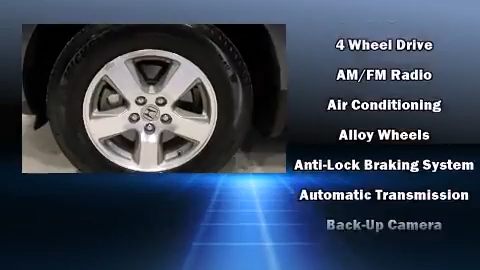 4 Wheel Drive
AM/FM Radio
Air Conditioning
Alloy Wheels
Anti-Lock Braking System
Automatic Transmission
Back-Up Camera